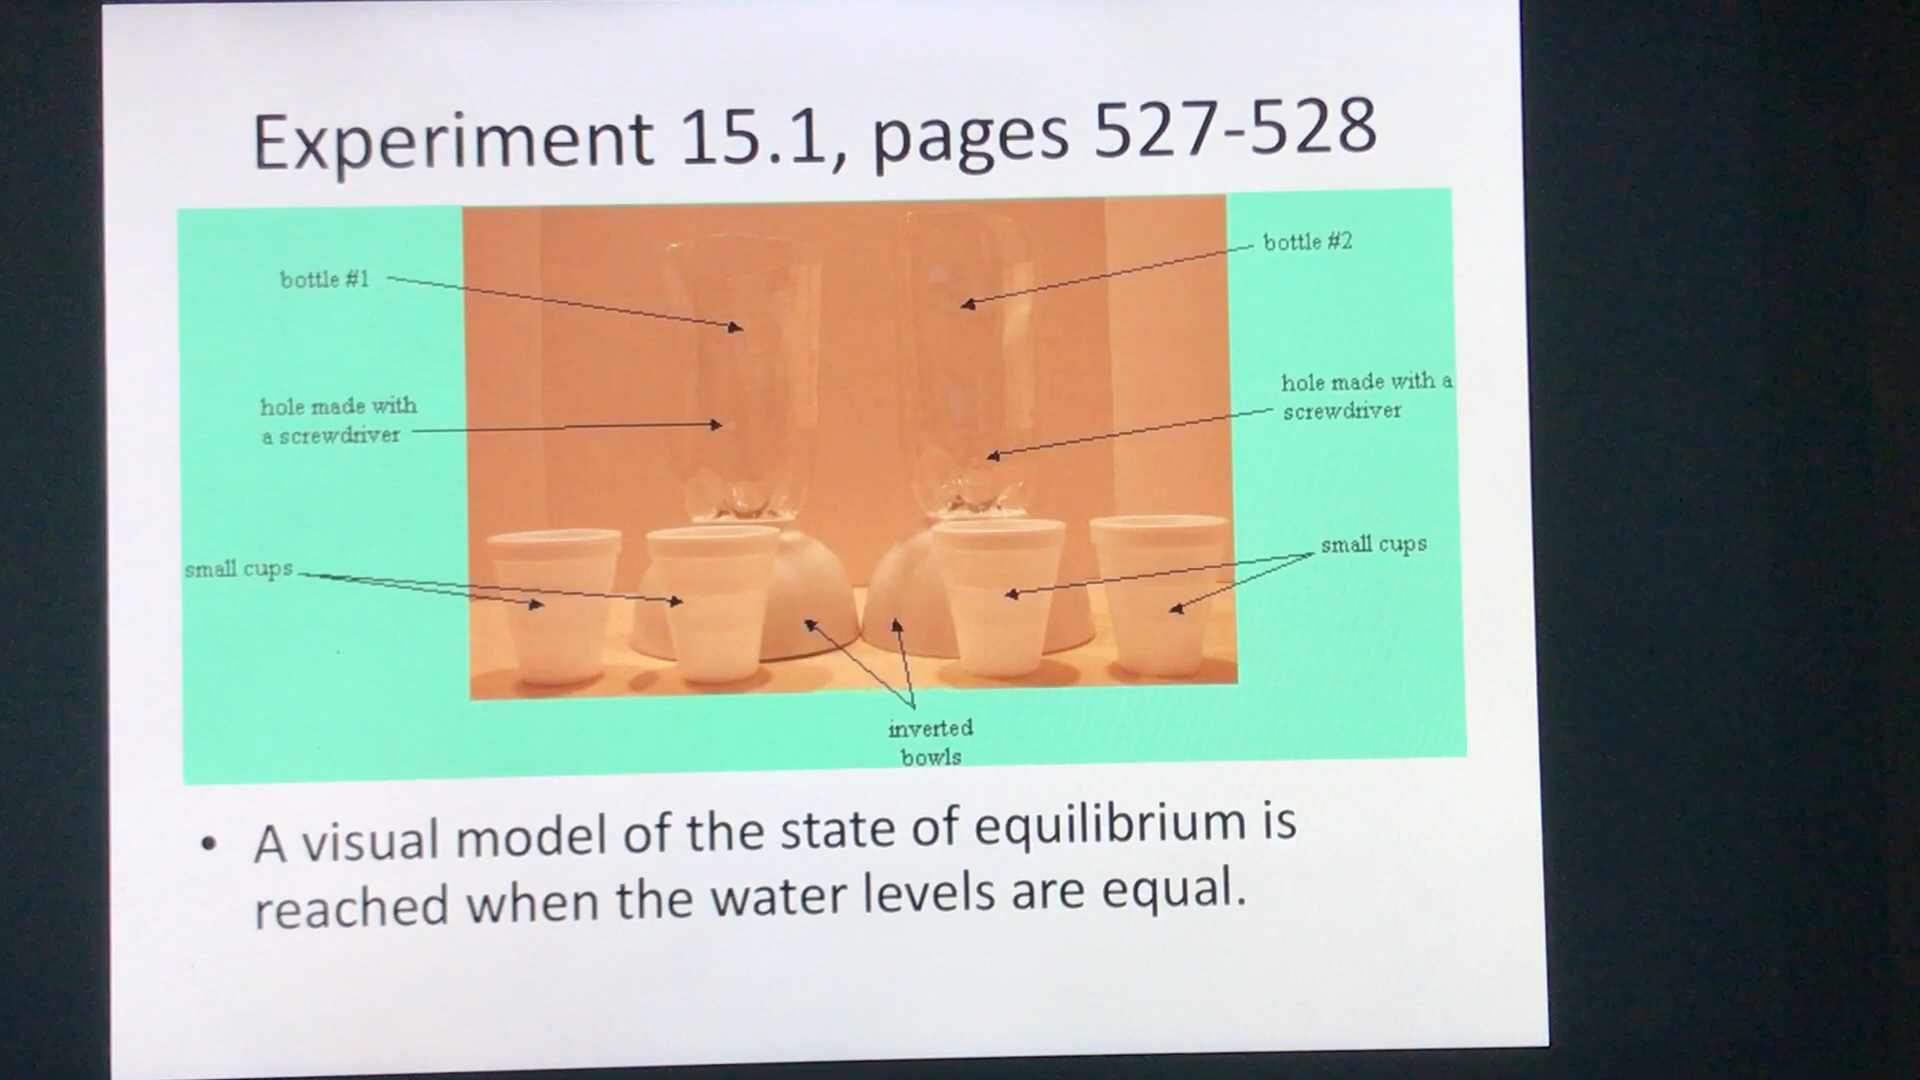 Experiment 15.1, pages 527-528
bottle #1
bottle #2
hole made with
a screwdriver
hole made with a
screwdriver
small cups
small cups
inverted
bowls
• A visual model of the state of equilibrium is
reached when the water levels are equal.